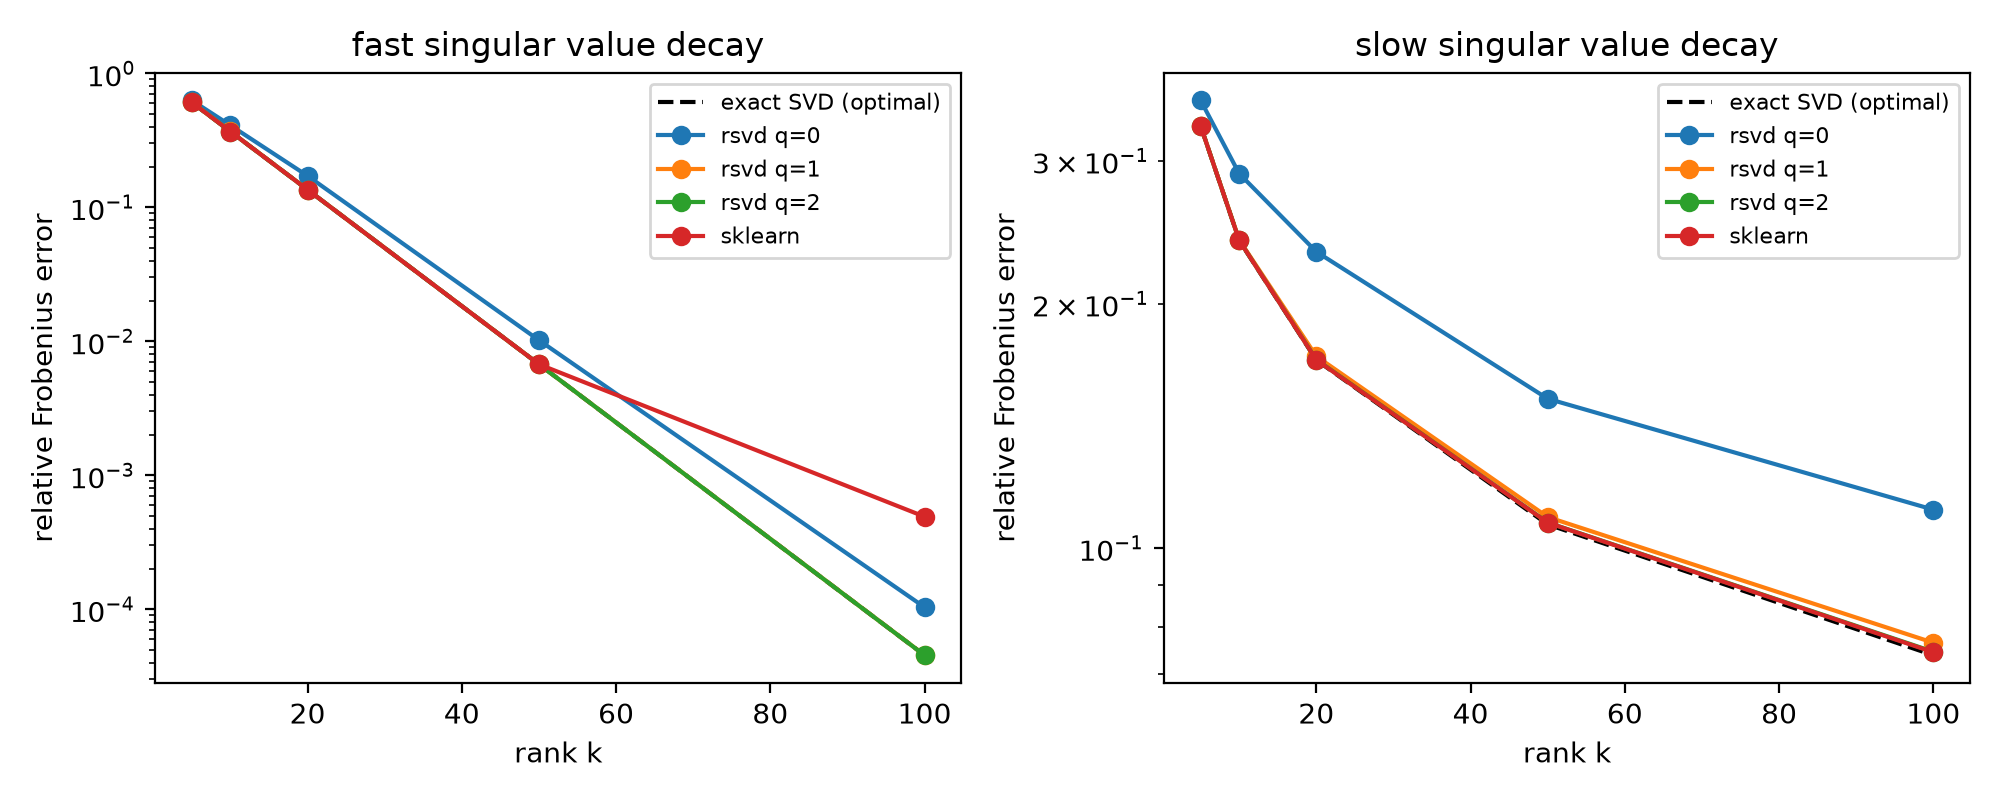 fast singular value decay
10⁰
10⁻¹
10⁻²
10⁻³
10⁻⁴
relative Frobenius error
exact SVD (optimal)
rsvd q=0
rsvd q=1
rsvd q=2
sklearn
20 40 60 80 100
rank k
slow singular value decay
3 × 10⁻¹
2 × 10⁻¹
10⁻¹
relative Frobenius error
exact SVD (optimal)
rsvd q=0
rsvd q=1
rsvd q=2
sklearn
20 40 60 80 100
rank k